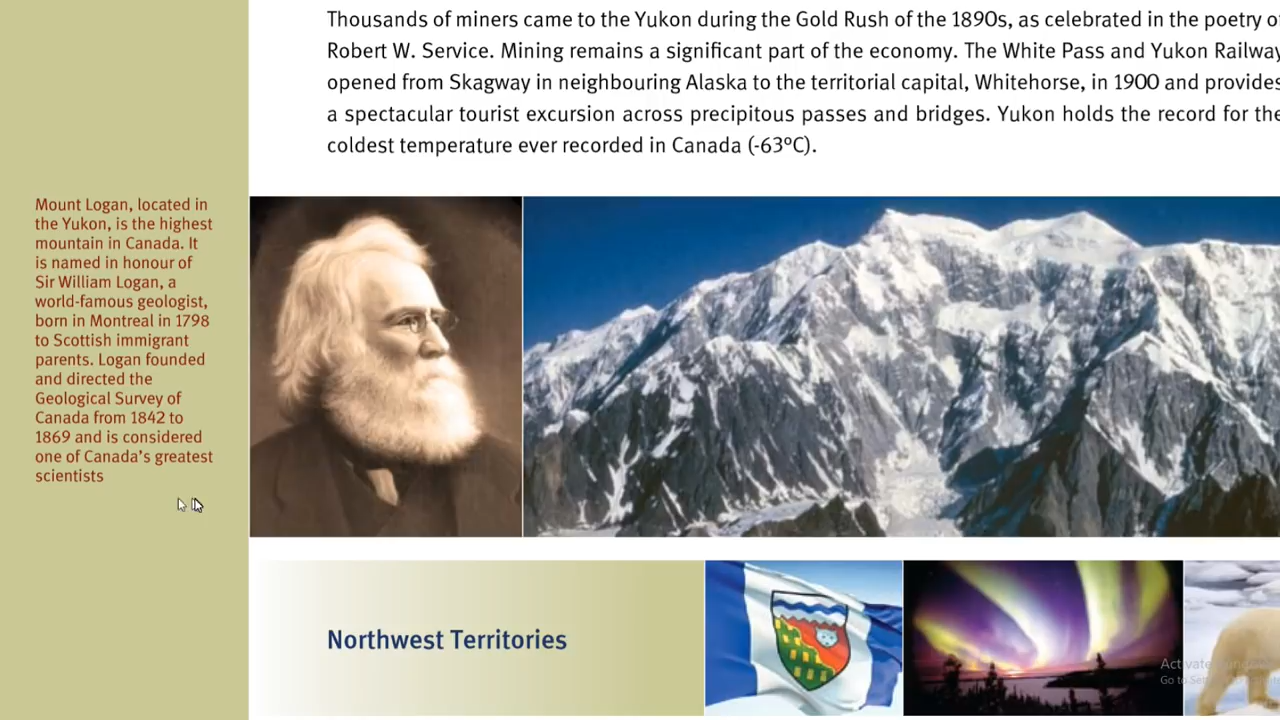 Thousands of miners came to the Yukon during the Gold Rush of the 1890s, as celebrated in the poetry of
Robert W. Service. Mining remains a significant part of the economy. The White Pass and Yukon Railway
opened from Skagway in neighbouring Alaska to the territorial capital, Whitehorse, in 1900 and provides
a spectacular tourist excursion across precipitous passes and bridges. Yukon holds the record for the
coldest temperature ever recorded in Canada (-63ºC).
Mount Logan, located in
the Yukon, is the highest
mountain in Canada. It
is named in honour of
Sir William Logan, a
world-famous geologist,
born in Montreal in 1798
to Scottish immigrant
parents. Logan founded
and directed the
Geological Survey of
Canada from 1842 to
1869 and is considered
one of Canada's greatest
scientists
Northwest Territories
Go to